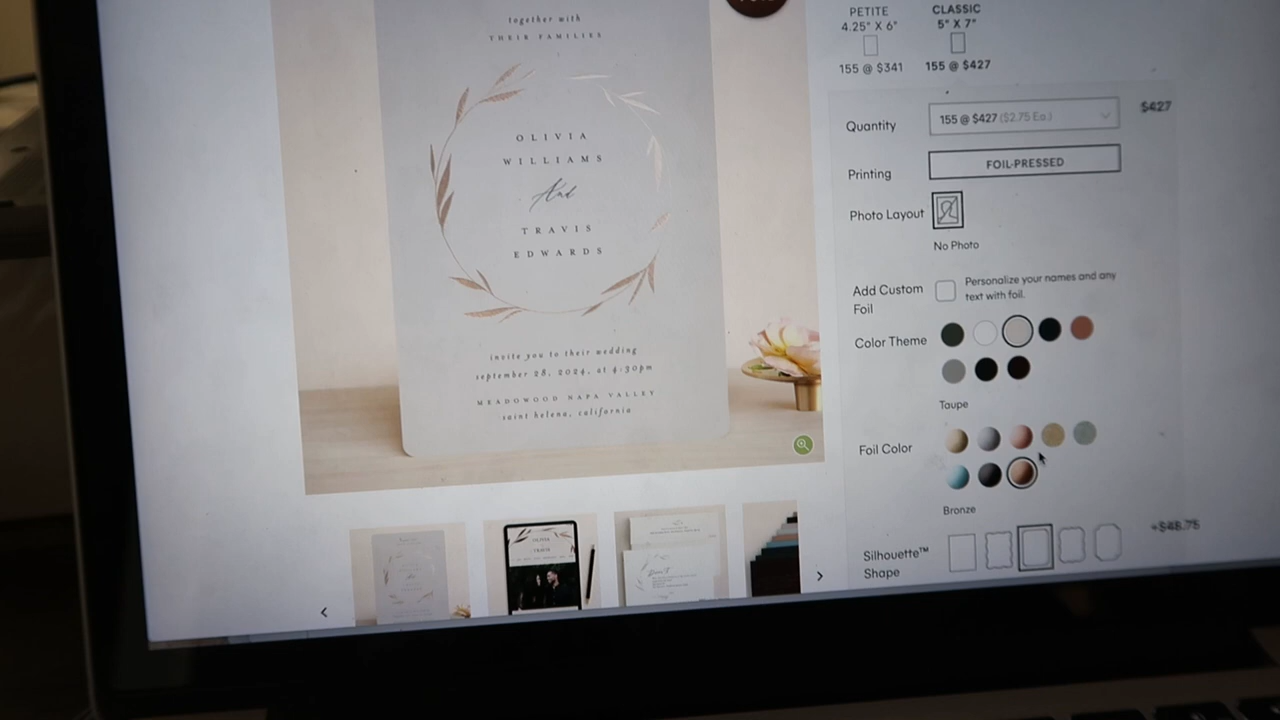 together with
THEIR FAMILIES
OLIVIA
WILLIAMS
And
TRAVIS
EDWARDS
invite you to their wedding
september 28, 2024, at 4:30pm
MEADOWOOD NAPA VALLEY
saint helena, california
PETITE
4.25" X 6"
155 @ $341
CLASSIC
5" X 7"
155 @ $427
Quantity
155 @ $427 ($2.75 Ea.)
$427
Printing
FOIL-PRESSED
Photo Layout
No Photo
Add Custom
Foil
Personalize your names and any
text with foil.
Color Theme
Taupe
Foil Color
Bronze
Silhouette™
Shape
+$48.75